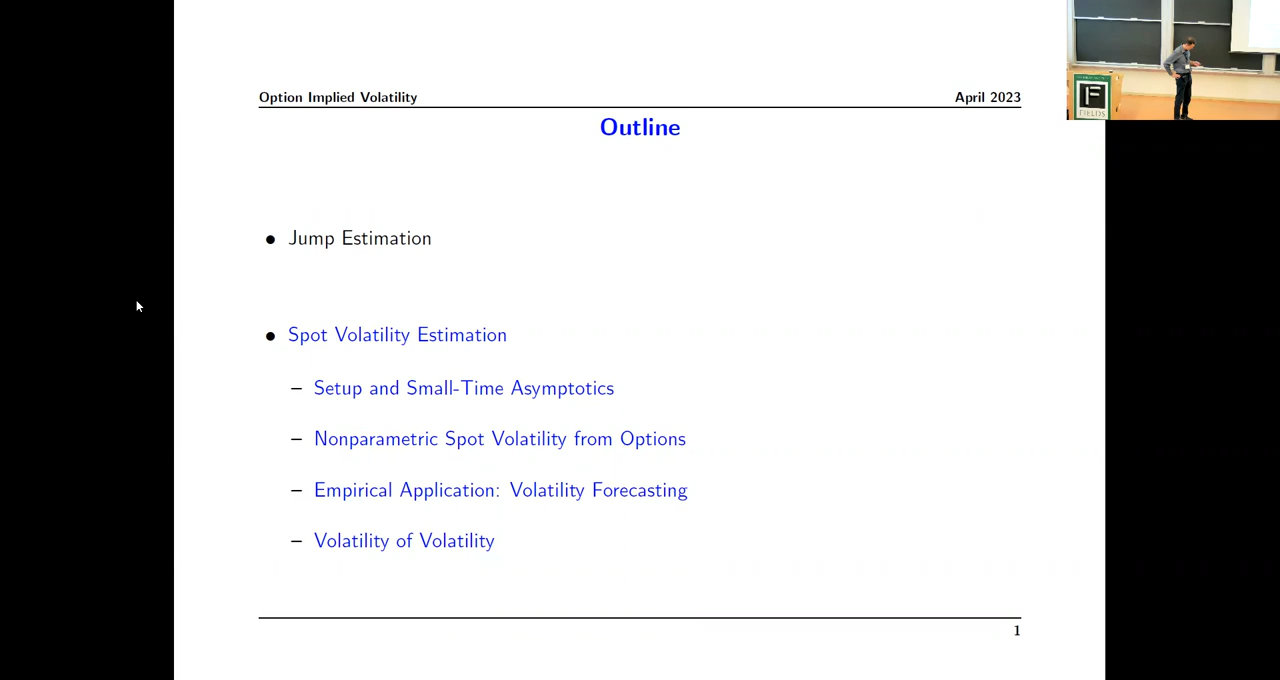 Option Implied Volatility April 2023
Outline
• Jump Estimation
• Spot Volatility Estimation
– Setup and Small-Time Asymptotics
– Nonparametric Spot Volatility from Options
– Empirical Application: Volatility Forecasting
– Volatility of Volatility
1
F
FIELDS